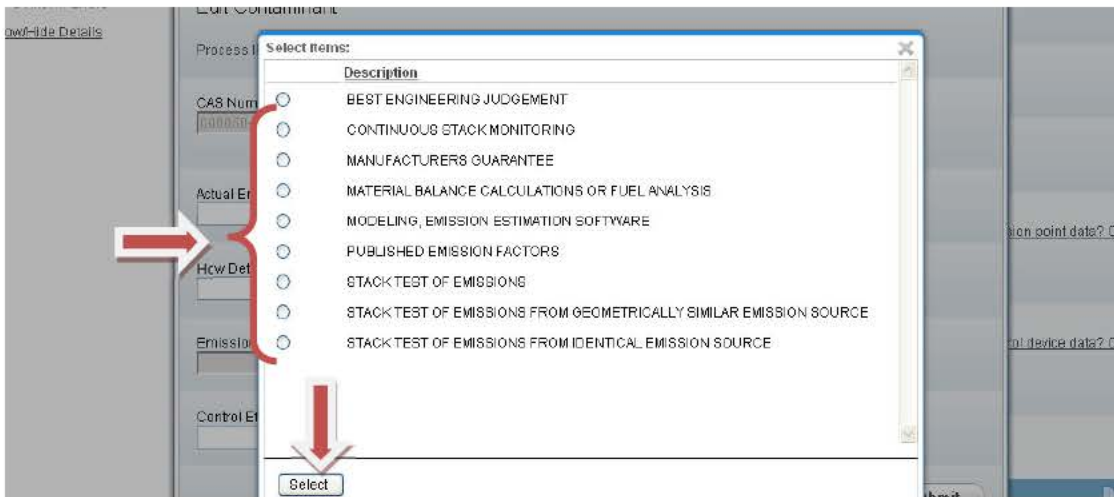 ow/Hide Details
Edit Contaminant
Process I
Select Items:
Description
CAS Num
BEST ENGINEERING JUDGEMENT
CONTINUOUS STACK MONITORING
MANUFACTURERS GUARANTEE
Actual Er
MATERIAL BALANCE CALCULATIONS OR FUEL ANALYSIS
MODELING, EMISSION ESTIMATION SOFTWARE
ion point data? C
PUBLISHED EMISSION FACTORS
How Det
STACK TEST OF EMISSIONS
STACK TEST OF EMISSIONS FROM GEOMETRICALLY SIMILAR EMISSION SOURCE
Emissio
STACK TEST OF EMISSIONS FROM IDENTICAL EMISSION SOURCE
rol device data? C
Control Ef
Select